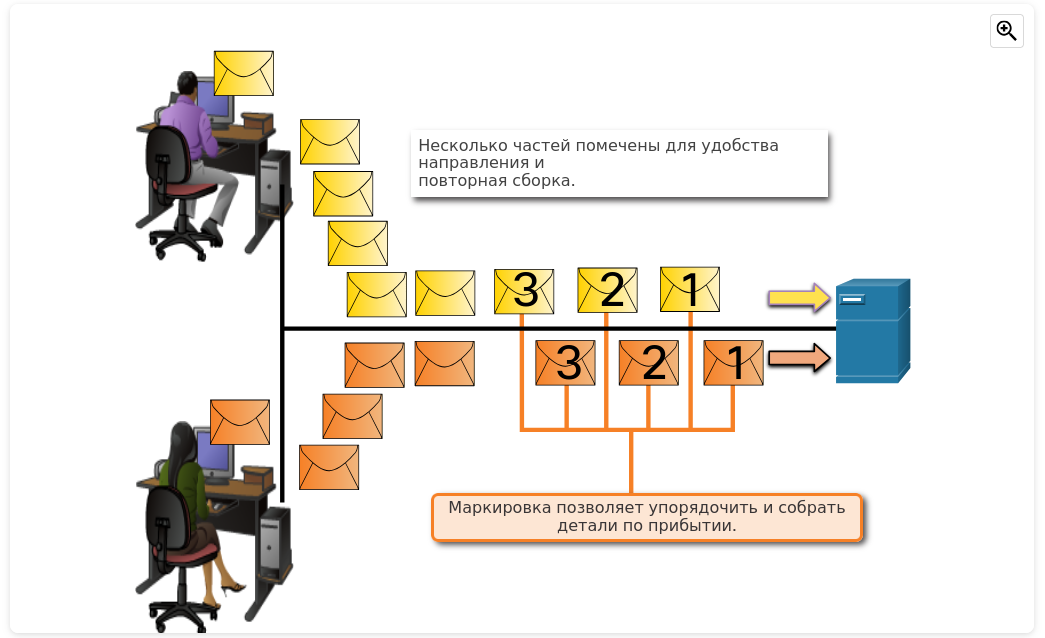 Несколько частей помечены для удобства
направления и
повторная сборка.
3 2 1
3 2 1
Маркировка позволяет упорядочить и собрать
детали по прибытии.